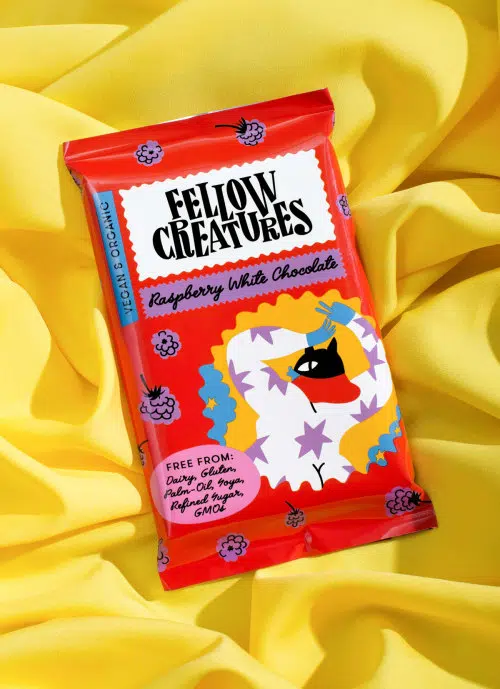 FELLOW
CREATURES
VEGAN & ORGANIC
Raspberry White Chocolate
FREE FROM:
Dairy, Gluten,
Palm-Oil, Soya,
Refined Sugar,
GMOs